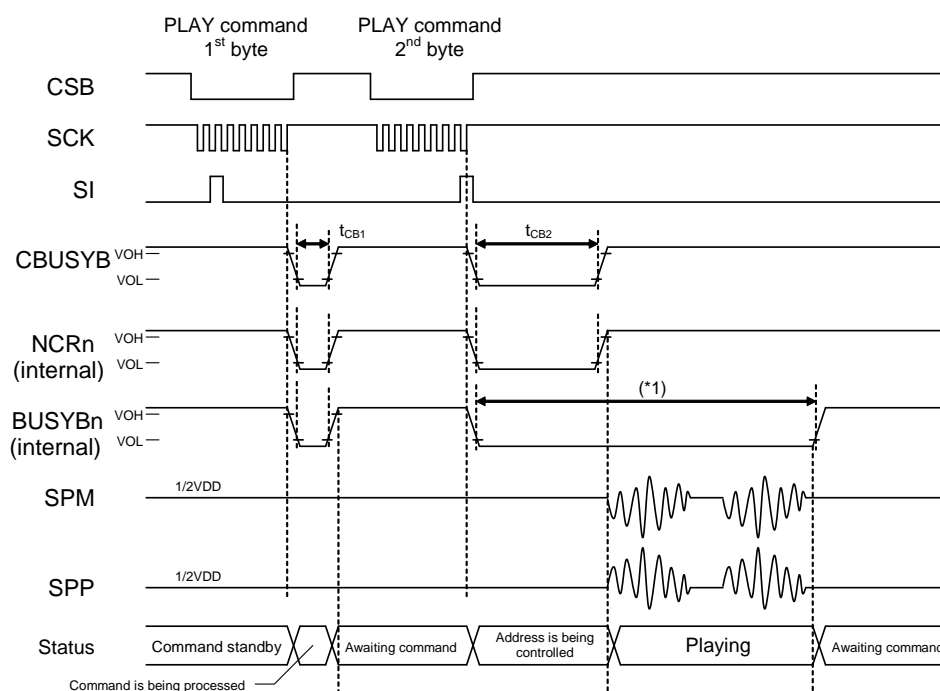 PLAY command
1st byte
PLAY command
2nd byte
CSB
SCK
SI
tCB1
tCB2
CBUSYB
VOH
VOL
NCRn
(internal)
VOH
VOL
(*1)
BUSYBn
(internal)
VOH
VOL
SPM
1/2VDD
SPP
1/2VDD
Status
Command standby
Awaiting command
Address is being
controlled
Playing
Awaiting command
Command is being processed